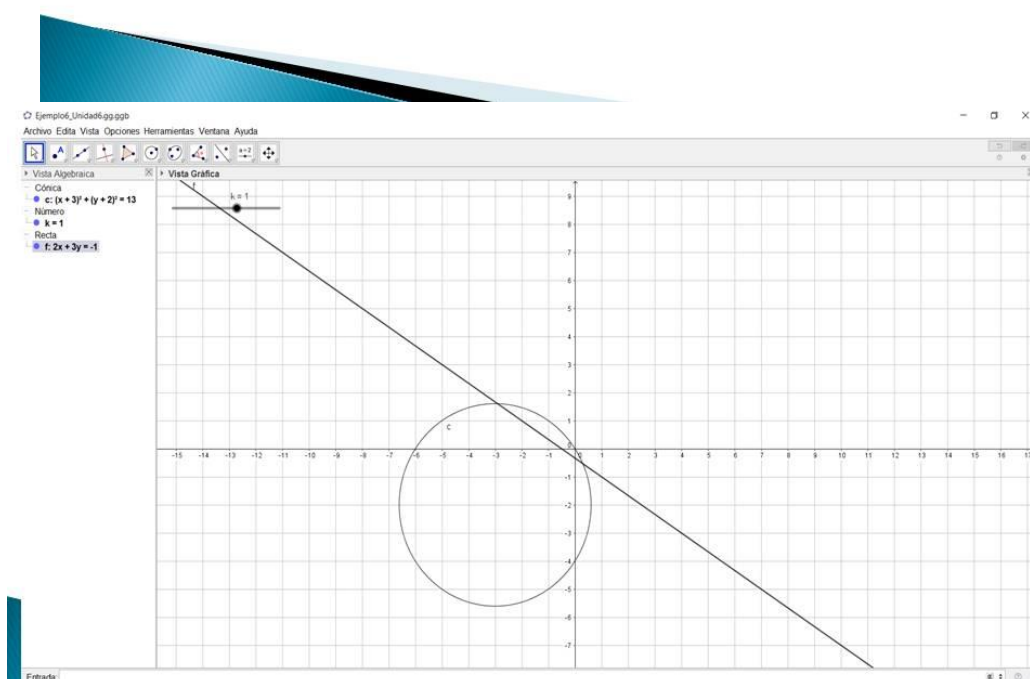 Ejemplo6_Unidad6.gg.ggb
Archivo Edita Vista Opciones Herramientas Ventana Ayuda
a=2
Vista Algebraica
Vista Gráfica
Cónica
c: (x + 3)² + (y + 2)² = 13
Número
k = 1
Recta
f: 2x + 3y = -1
f
k = 1
c
9
8
7
6
5
4
3
2
1
0
-15 -14 -13 -12 -11 -10 -9 -8 -7 -6 -5 -4 -3 -2 -1 0 1 2 3 4 5 6 7 8 9 10 11 12 13 14 15 16 17
-1
-2
-3
-4
-5
-6
-7
Entrada: